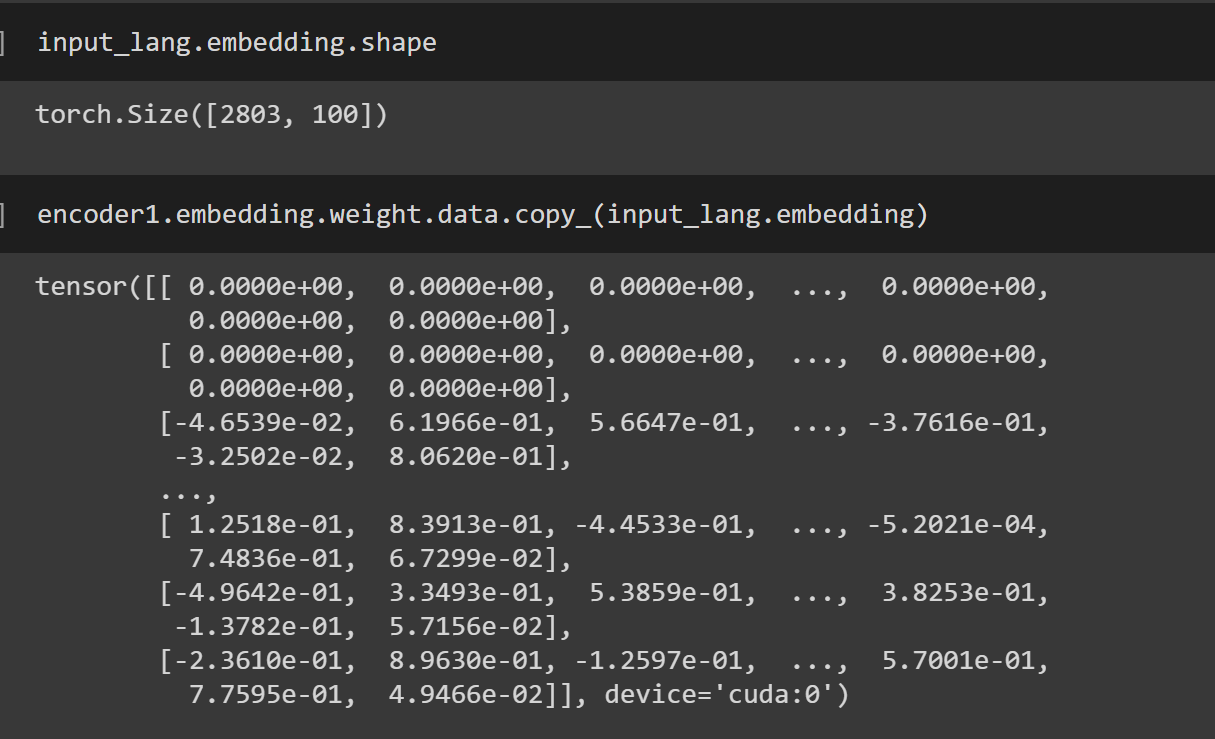 ] input_lang.embedding.shape
torch.Size([2803, 100])
] encoder1.embedding.weight.data.copy_(input_lang.embedding)
tensor([[ 0.0000e+00,  0.0000e+00,  0.0000e+00,  ...,  0.0000e+00,
          0.0000e+00,  0.0000e+00],
        [ 0.0000e+00,  0.0000e+00,  0.0000e+00,  ...,  0.0000e+00,
          0.0000e+00,  0.0000e+00],
        [-4.6539e-02,  6.1966e-01,  5.6647e-01,  ..., -3.7616e-01,
         -3.2502e-02,  8.0620e-01],
        ...,
        [ 1.2518e-01,  8.3913e-01, -4.4533e-01,  ..., -5.2021e-04,
          7.4836e-01,  6.7299e-02],
        [-4.9642e-01,  3.3493e-01,  5.3859e-01,  ...,  3.8253e-01,
         -1.3782e-01,  5.7156e-02],
        [-2.3610e-01,  8.9630e-01, -1.2597e-01,  ...,  5.7001e-01,
          7.7595e-01,  4.9466e-02]], device='cuda:0')